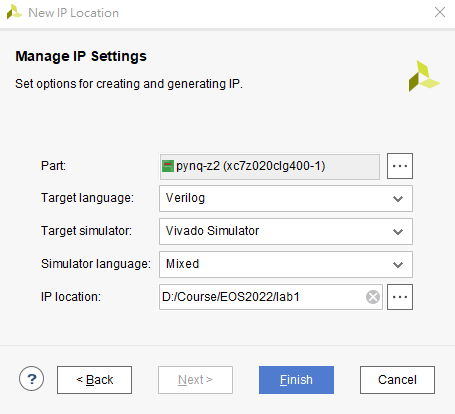 New IP Location
Manage IP Settings
Set options for creating and generating IP.
Part: pynq-z2 (xc7z020clg400-1) ...
Target language: Verilog
Target simulator: Vivado Simulator
Simulator language: Mixed
IP location: D:/Course/EOS2022/lab1 ...
? < Back Next > Finish Cancel